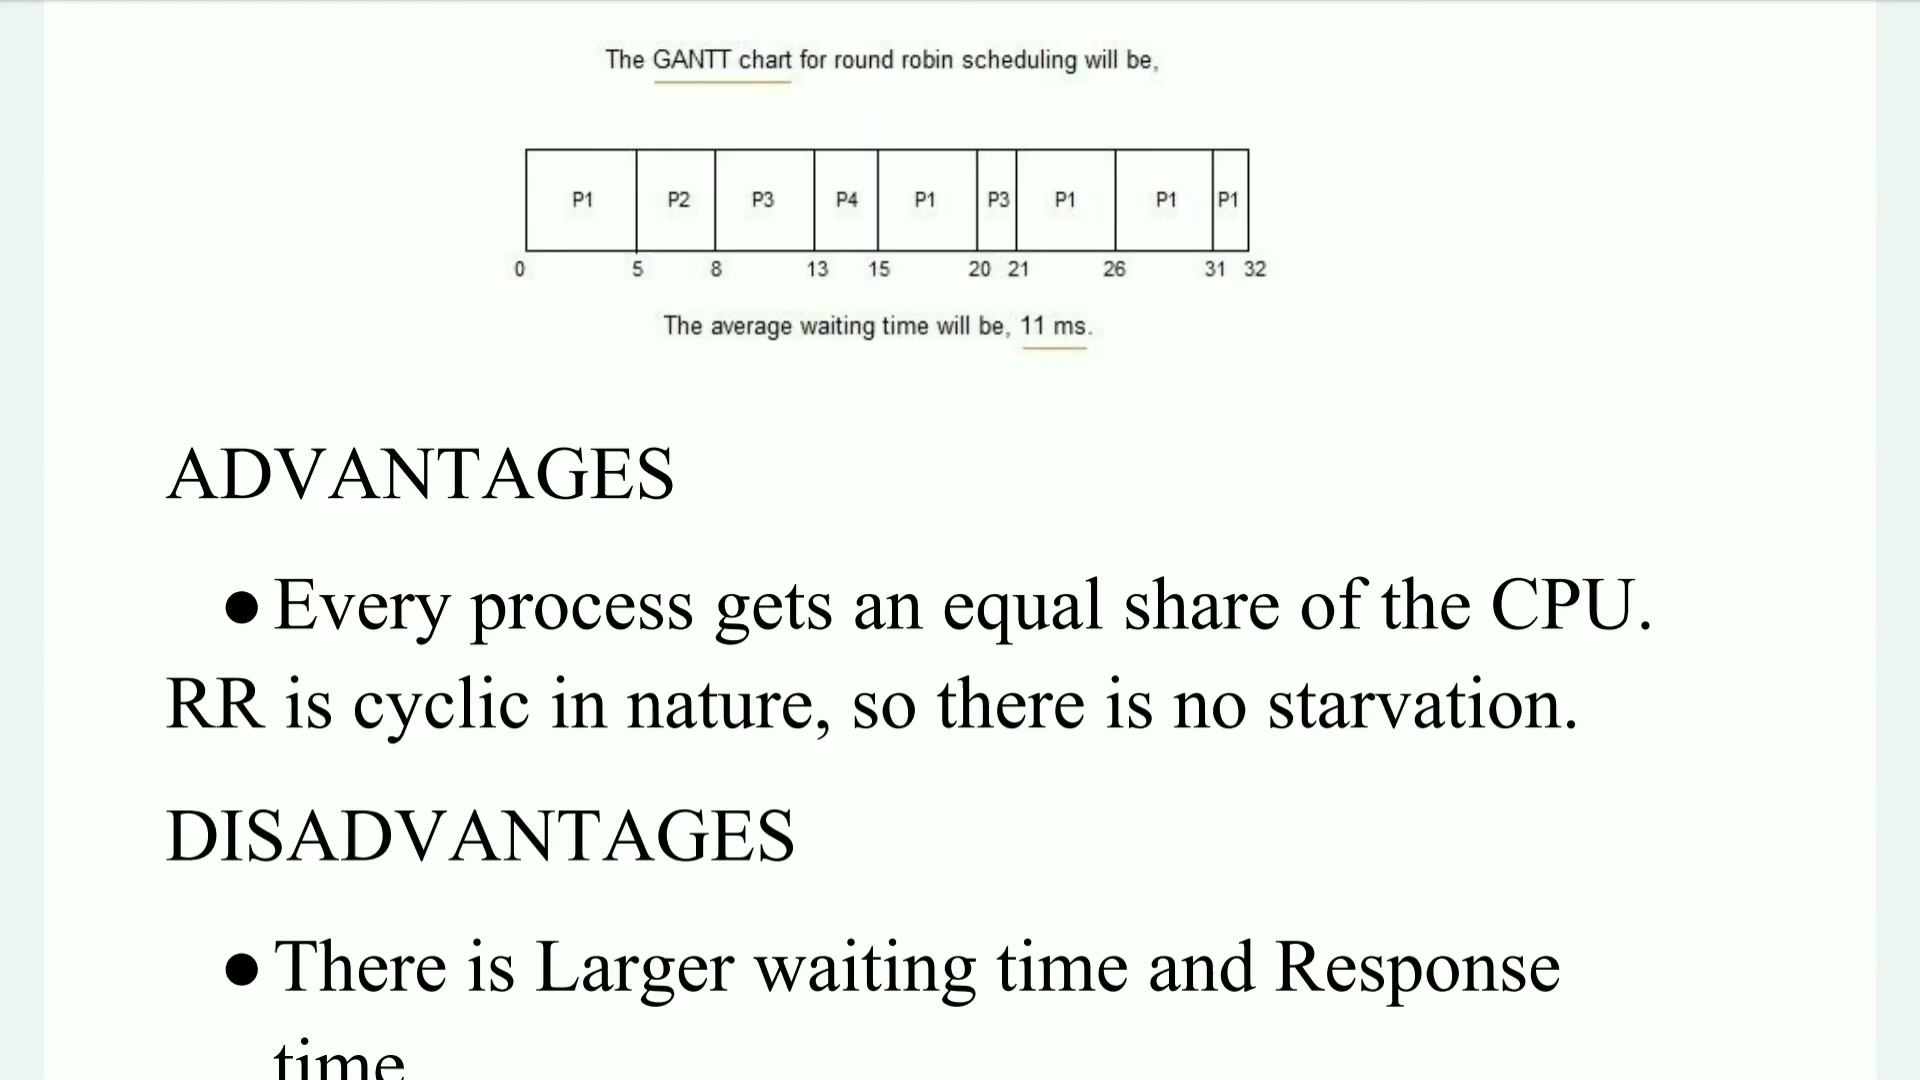 The GANTT chart for round robin scheduling will be,
P1 P2 P3 P4 P1 P3 P1 P1 P1
0 5 8 13 15 20 21 26 31 32
The average waiting time will be, 11 ms.
ADVANTAGES
● Every process gets an equal share of the CPU.
RR is cyclic in nature, so there is no starvation.
DISADVANTAGES
● There is Larger waiting time and Response
time